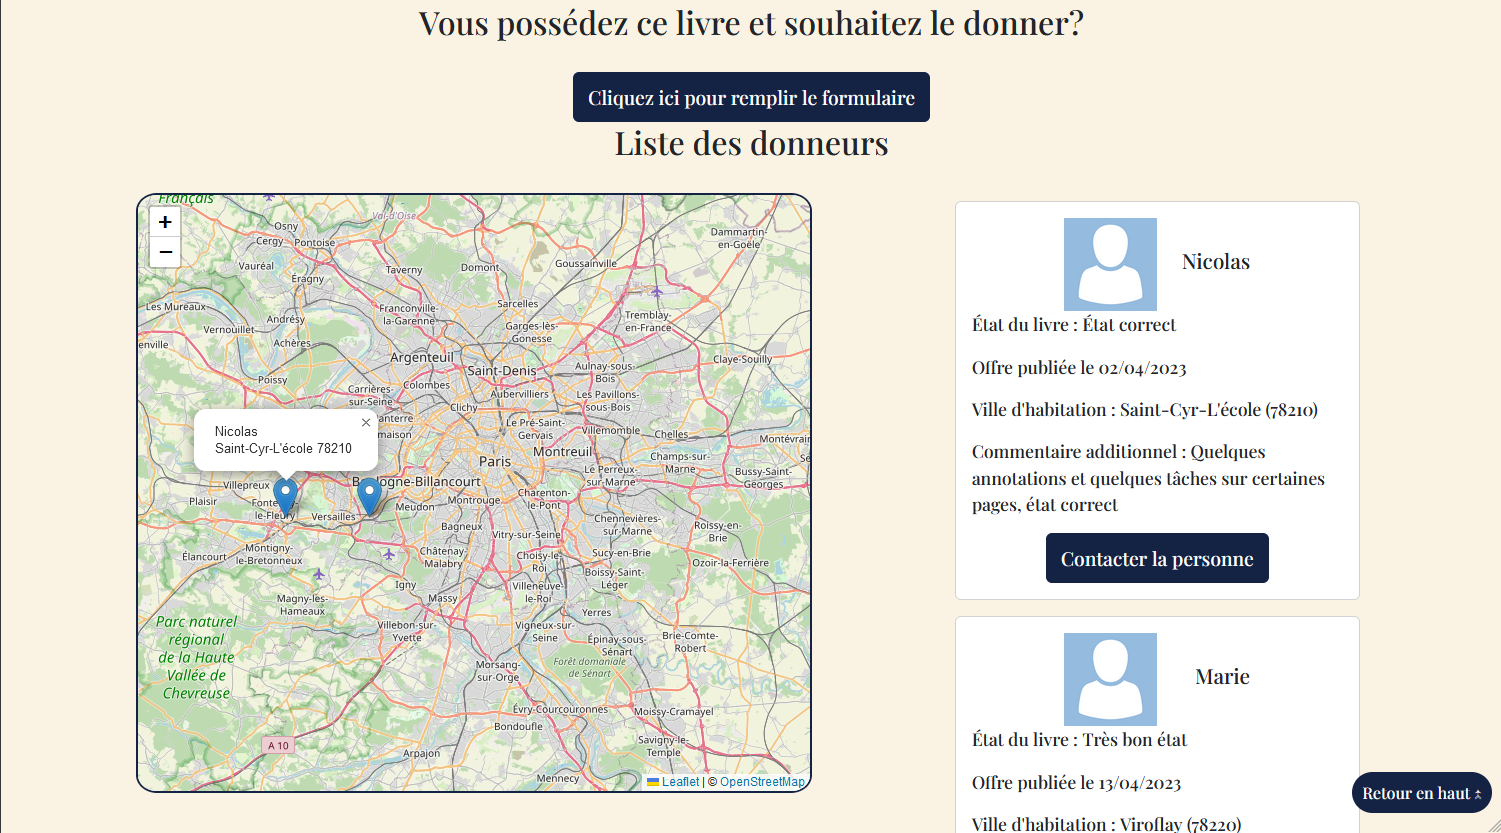 Vous possédez ce livre et souhaitez le donner?
Cliquez ici pour remplir le formulaire
Liste des donneurs
+
−
Français
Val-d'Oise
Osny
Cergy
Pontoise
Dammartin-
en-Goële
Vauréal
Éragny
Taverny
Domont
Goussainville
Les Mureaux
Vernouillet
Andrésy
Franconville-
la-Garenne
Sarcelles
Tremblay-
en-France
Garges-lès-
Gonesse
enville
Achères
Argenteuil
Saint-Denis
Aulnay-sous-
Bois
Claye-Souilly
Poissy
Carrières-
sur-Seine
Colombes
Aubervilliers
Les Pavillons-
sous-Bois
Clichy
anterre
maison
Le Pré-Saint-
Gervais
Villemomble
Chelles
Montévrain
Nicolas
Saint-Cyr-L'école 78210
×
Paris
Montreuil
Le Perreux-
sur-Marne
Champs-sur-
Marne
Bussy-Saint-
Georges
Villepreux
Plaisir
Fonte
le-Fleury
Versailles
ogne-Billancourt
Meudon
Montrouge
Charenton-
le-Pont
Bagneux
Vitry-sur-Seine
Chennevières-
sur-Marne
Roissy-en-
Brie
Élancourt
Montigny-
le-Bretonneux
Châtenay-
Malabry
Choisy-le-
Roi
Sucy-en-Brie
Ozoir-la-Ferrière
Igny
Massy
Villeneuve-
le-Roi
Boissy-Saint-
Léger
Magny-les-
Hameaux
Yerres
Parc naturel
régional
de la Haute
Vallée de
Chevreuse
Villebon-sur-
Yvette
Vigneux-sur-
Seine
Épinay-sous-
Sénart
Brie-Comte-
Robert
Morsang-
sur-Orge
Forêt domaniale
de Sénart
Évry-Courcouronnes
Bondoufle
Moissy-Cramayel
A 10
Arpajon
Savigny-le-
Temple
Mennecy
Leaflet | © OpenStreetMap
Nicolas
État du livre : État correct
Offre publiée le 02/04/2023
Ville d'habitation : Saint-Cyr-L'école (78210)
Commentaire additionnel : Quelques
annotations et quelques tâches sur certaines
pages, état correct
Contacter la personne
Marie
État du livre : Très bon état
Offre publiée le 13/04/2023
Ville d'habitation : Viroflay (78220)
Retour en haut